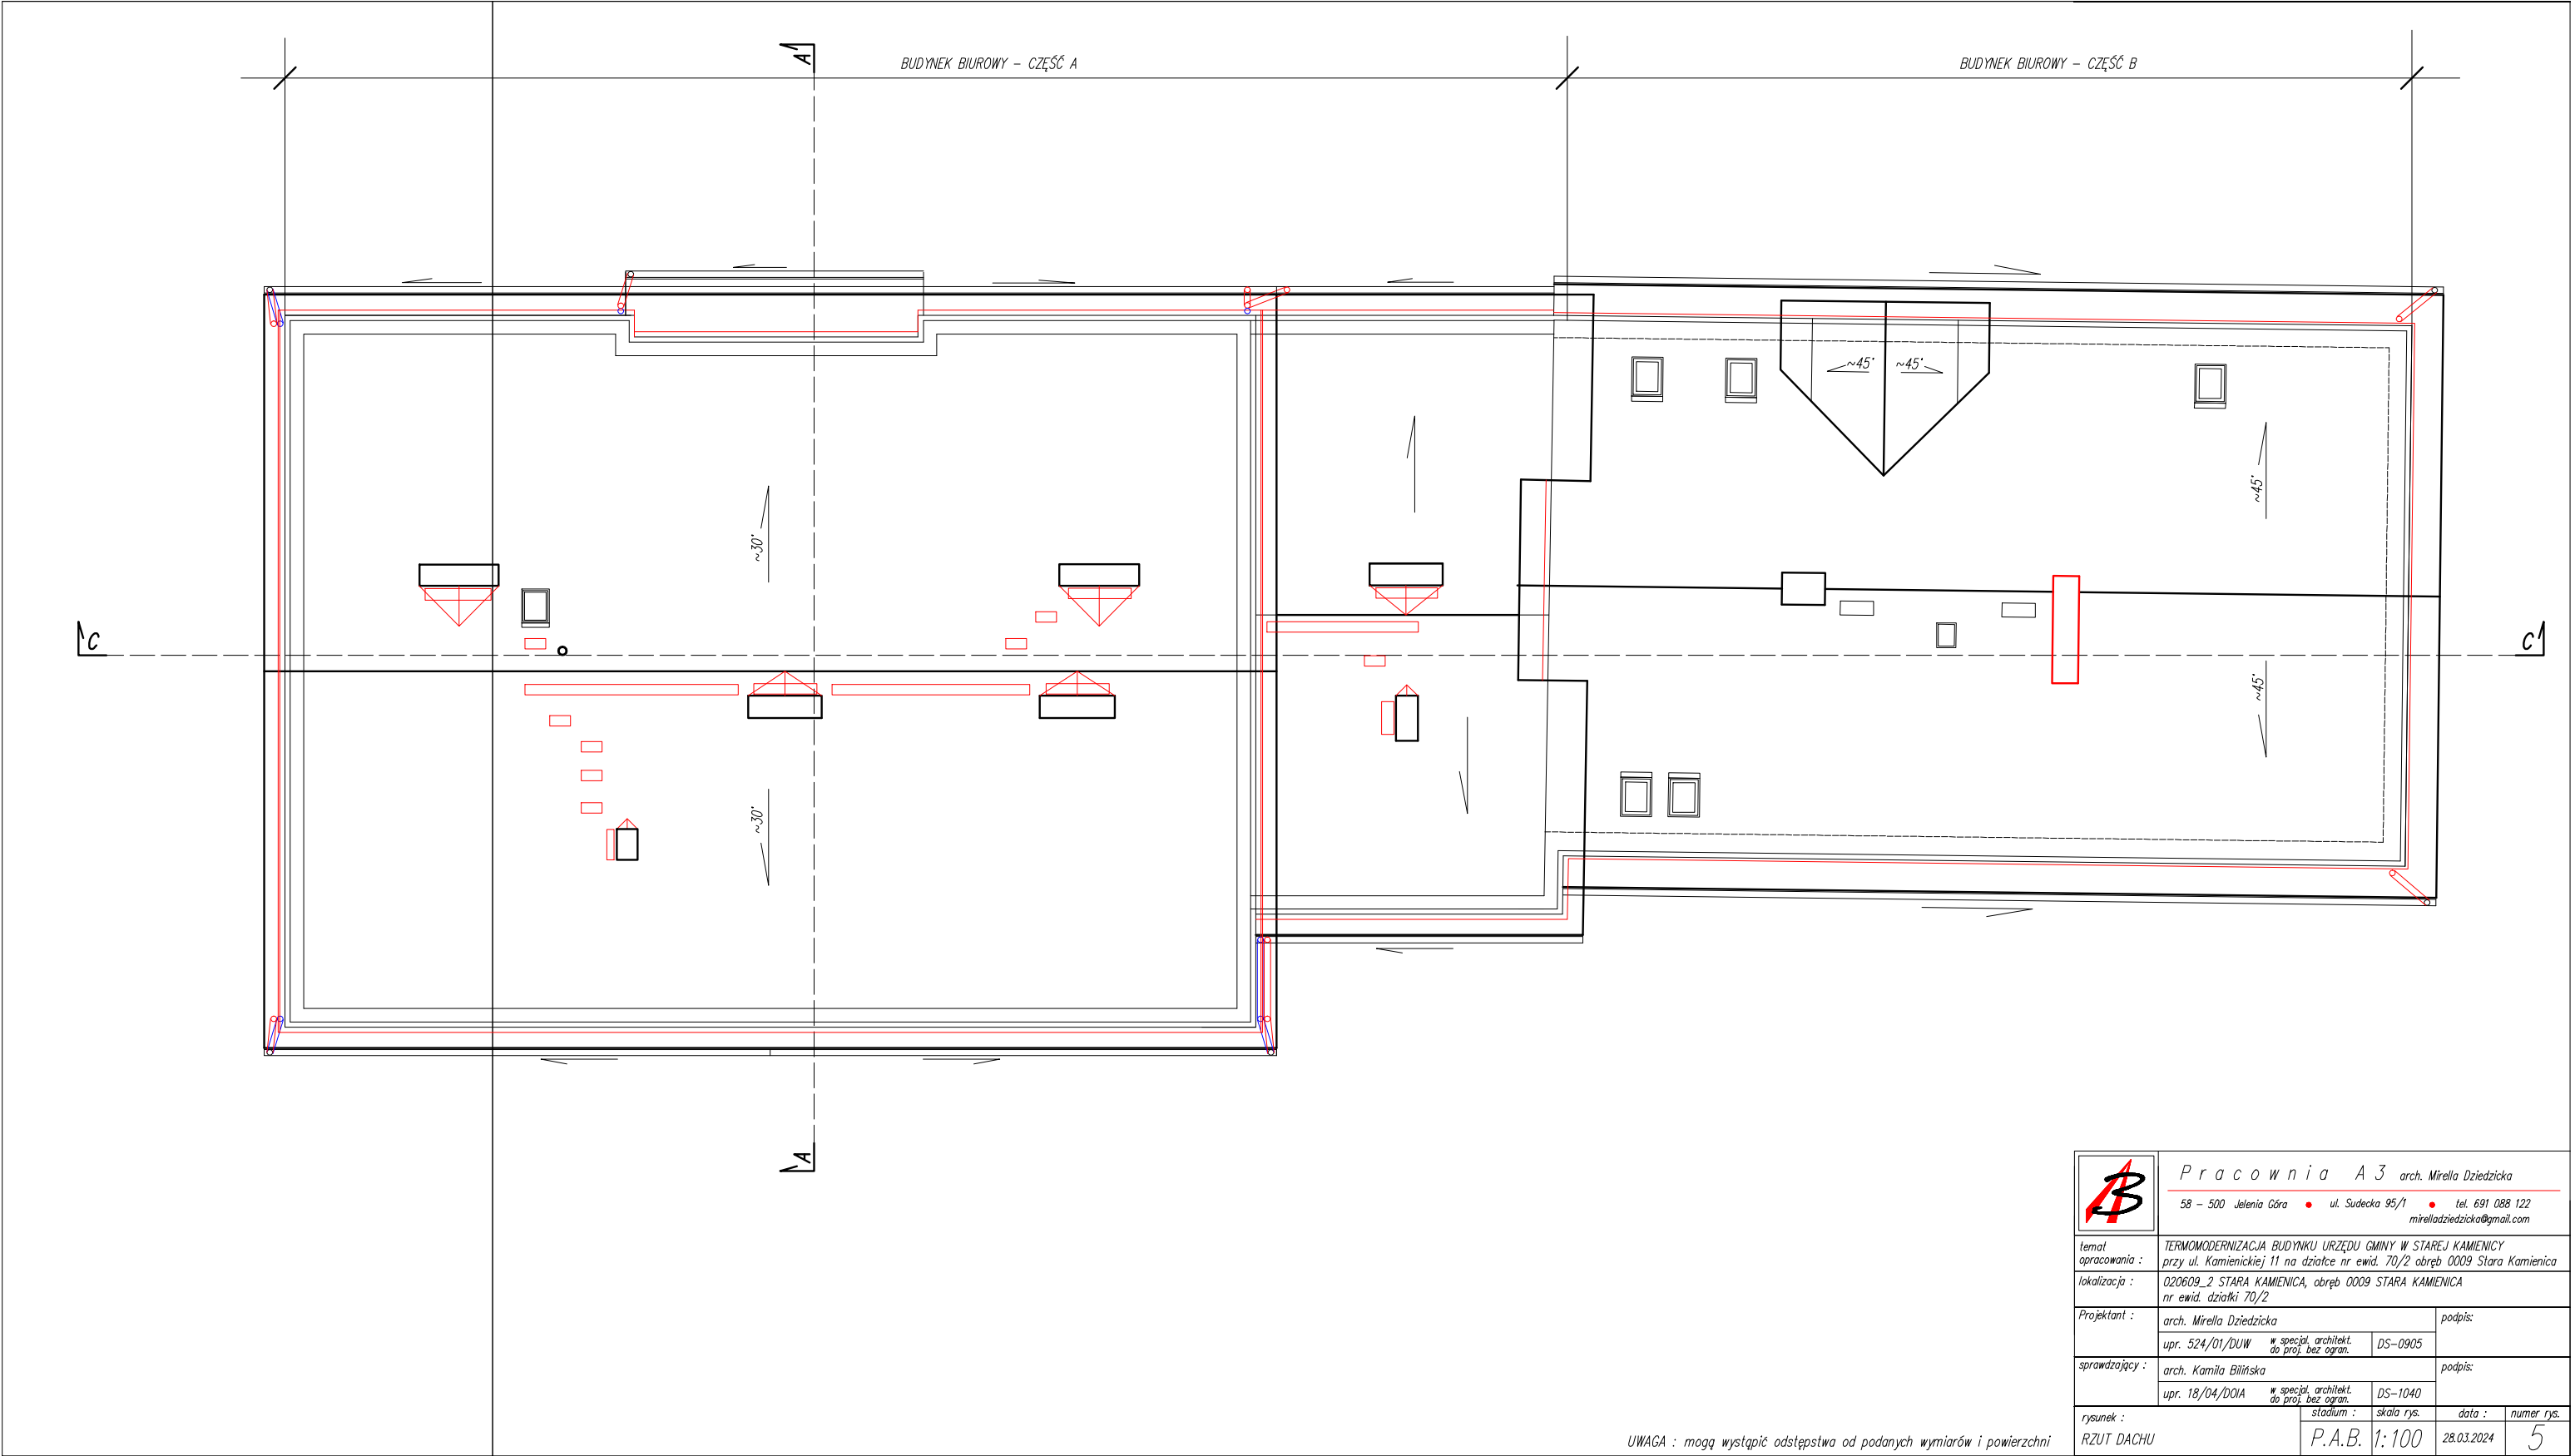 A
BUDYNEK BIUROWY - CZĘŚĆ A
BUDYNEK BIUROWY - CZĘŚĆ B
~45°
~45°
~45°
~30°
C
C
~45°
~30°
A
A3
Pracownia A3 arch. Mirella Dziedzicka
58 - 500 Jelenia Góra • ul. Sudecka 95/1 • tel. 691 088 122
mirelladziedzicka@gmail.com
temat opracowania :
TERMOMODERNIZACJA BUDYNKU URZĘDU GMINY W STAREJ KAMIENICY
przy ul. Kamienickiej 11 na działce nr ewid. 70/2 obręb 0009 Stara Kamienica
lokalizacja :
020609_2 STARA KAMIENICA, obręb 0009 STARA KAMIENICA
nr ewid. działki 70/2
Projektant :
arch. Mirella Dziedzicka
podpis:
upr. 524/01/DUW
w specjal. architekt.
do proj. bez ogran.
DS-0905
sprawdzający :
arch. Kamila Bilińska
podpis:
upr. 18/04/DOIA
w specjal. architekt.
do proj. bez ogran.
DS-1040
rysunek :
RZUT DACHU
stadium :
P.A.B.
skala rys.
1:100
data :
28.03.2024
numer rys.
5
UWAGA : mogą wystąpić odstępstwa od podanych wymiarów i powierzchni